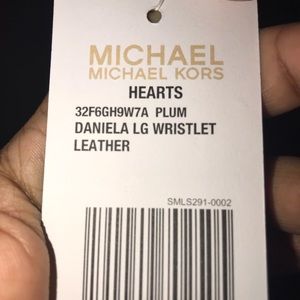 MICHAEL
MICHAEL KORS
HEARTS
32F6GH9W7A PLUM
DANIELA LG WRISTLET
LEATHER
SMLS291-0002